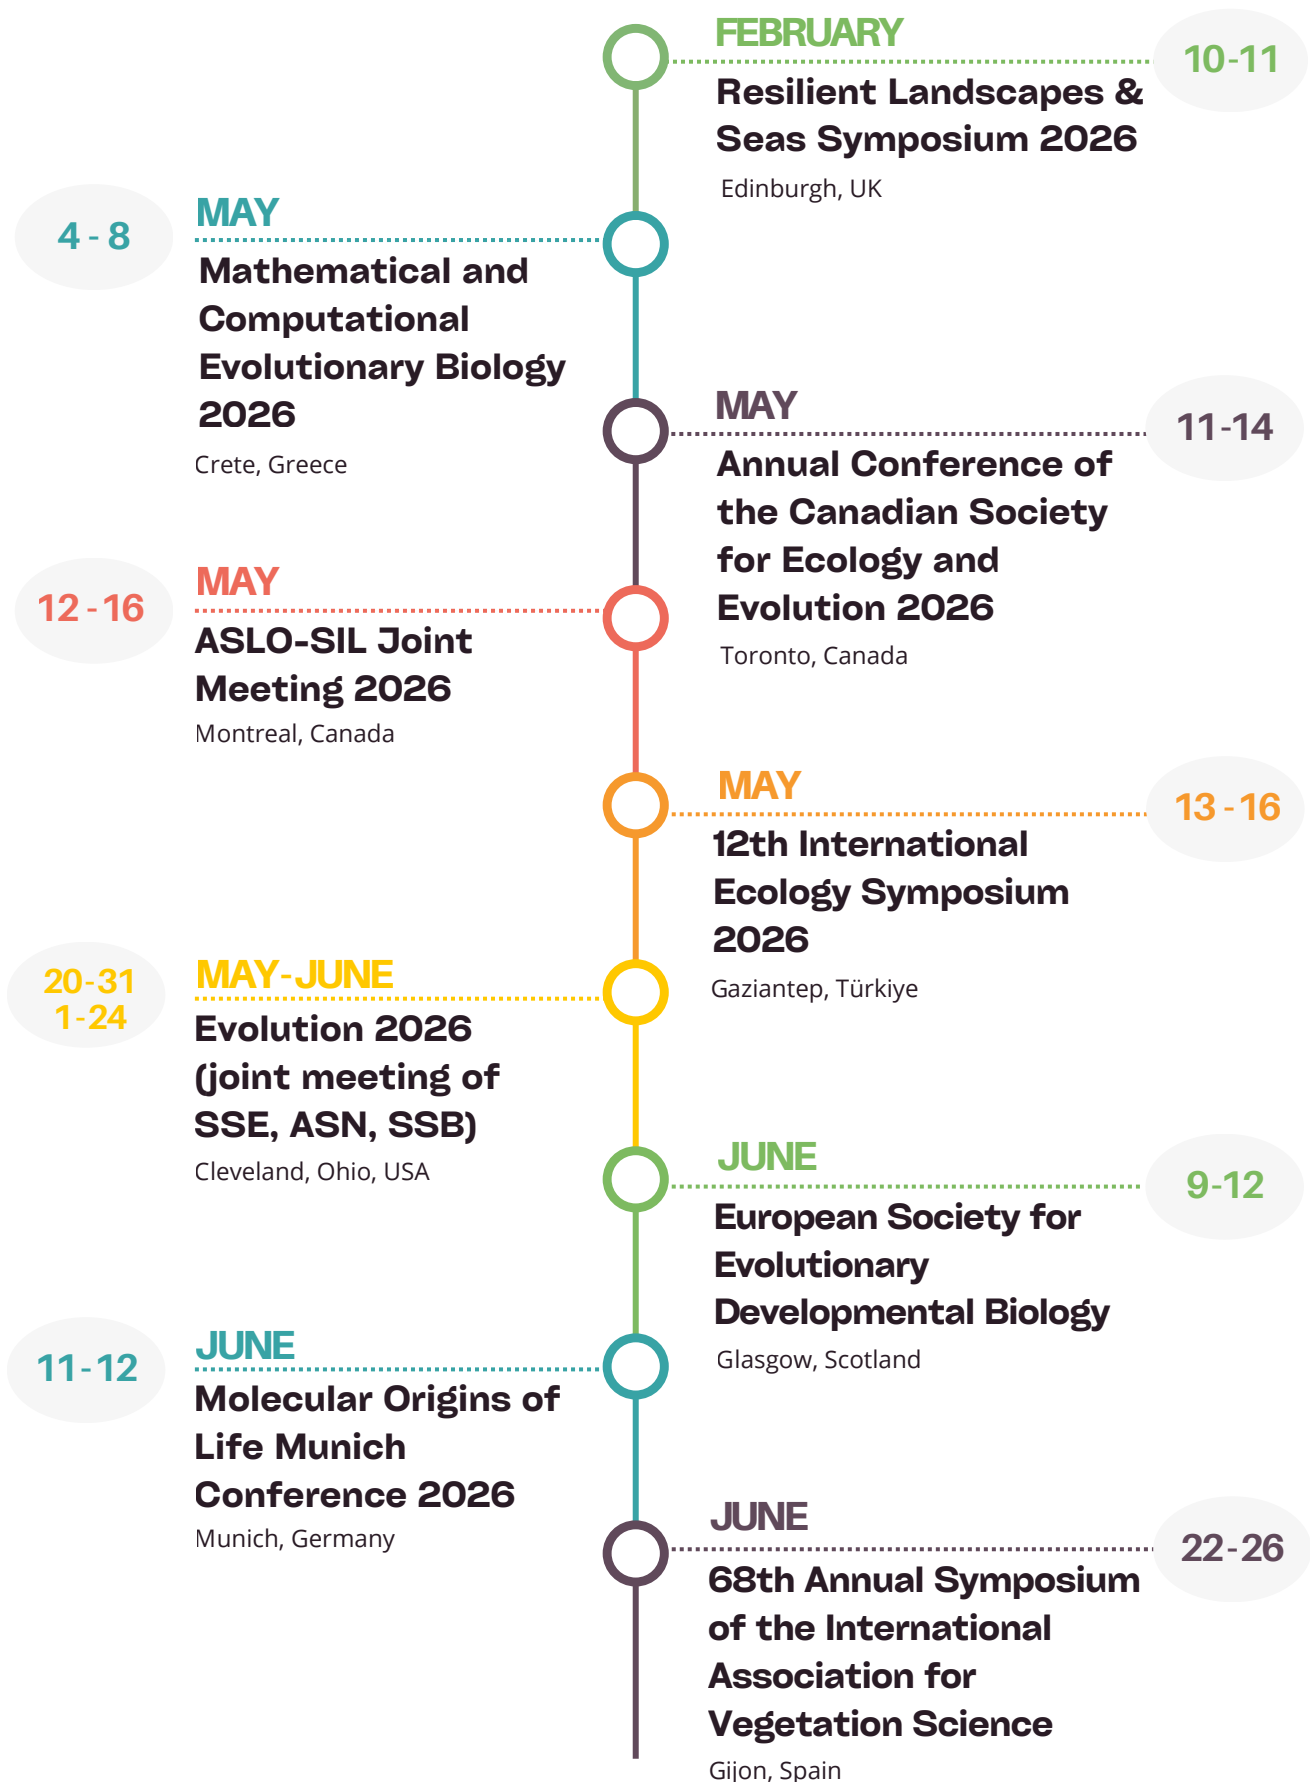 FEBRUARY
10-11
Resilient Landscapes &
Seas Symposium 2026
Edinburgh, UK
MAY
4 - 8
Mathematical and
Computational
Evolutionary Biology
2026
Crete, Greece
MAY
11-14
Annual Conference of
the Canadian Society
for Ecology and
Evolution 2026
Toronto, Canada
MAY
12 - 16
ASLO-SIL Joint
Meeting 2026
Montreal, Canada
MAY
13 - 16
12th International
Ecology Symposium
2026
Gaziantep, Türkiye
MAY-JUNE
20-31
1-24
Evolution 2026
(joint meeting of
SSE, ASN, SSB)
Cleveland, Ohio, USA
JUNE
9-12
European Society for
Evolutionary
Developmental Biology
Glasgow, Scotland
JUNE
11-12
Molecular Origins of
Life Munich
Conference 2026
Munich, Germany
JUNE
22-26
68th Annual Symposium
of the International
Association for
Vegetation Science
Gijon, Spain